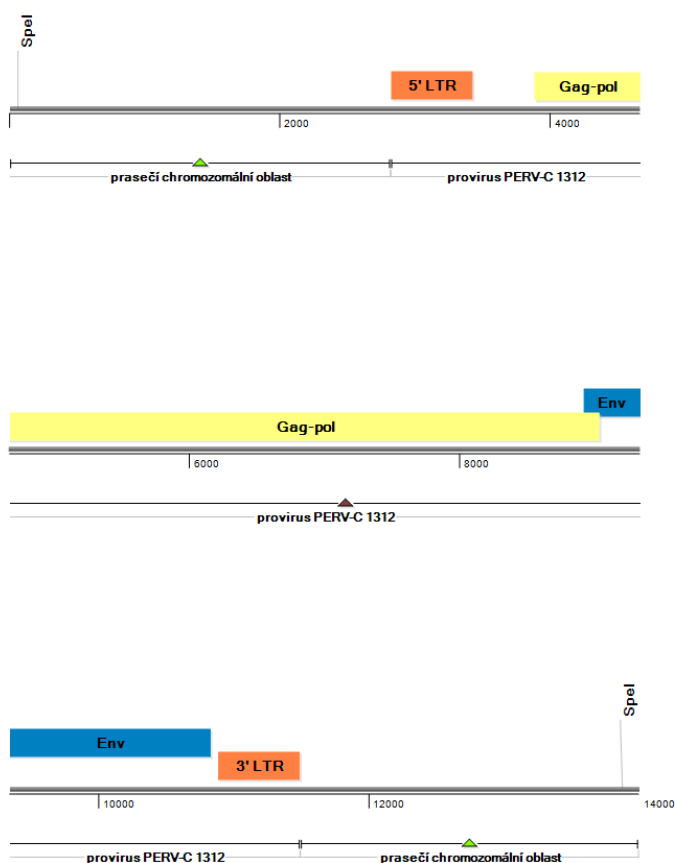 SpeI
5' LTR
Gag-pol
2000
4000
prasečí chromozomální oblast
provirus PERV-C 1312
Env
Gag-pol
6000
8000
provirus PERV-C 1312
SpeI
Env
3' LTR
10000
12000
14000
provirus PERV-C 1312
prasečí chromozomální oblast